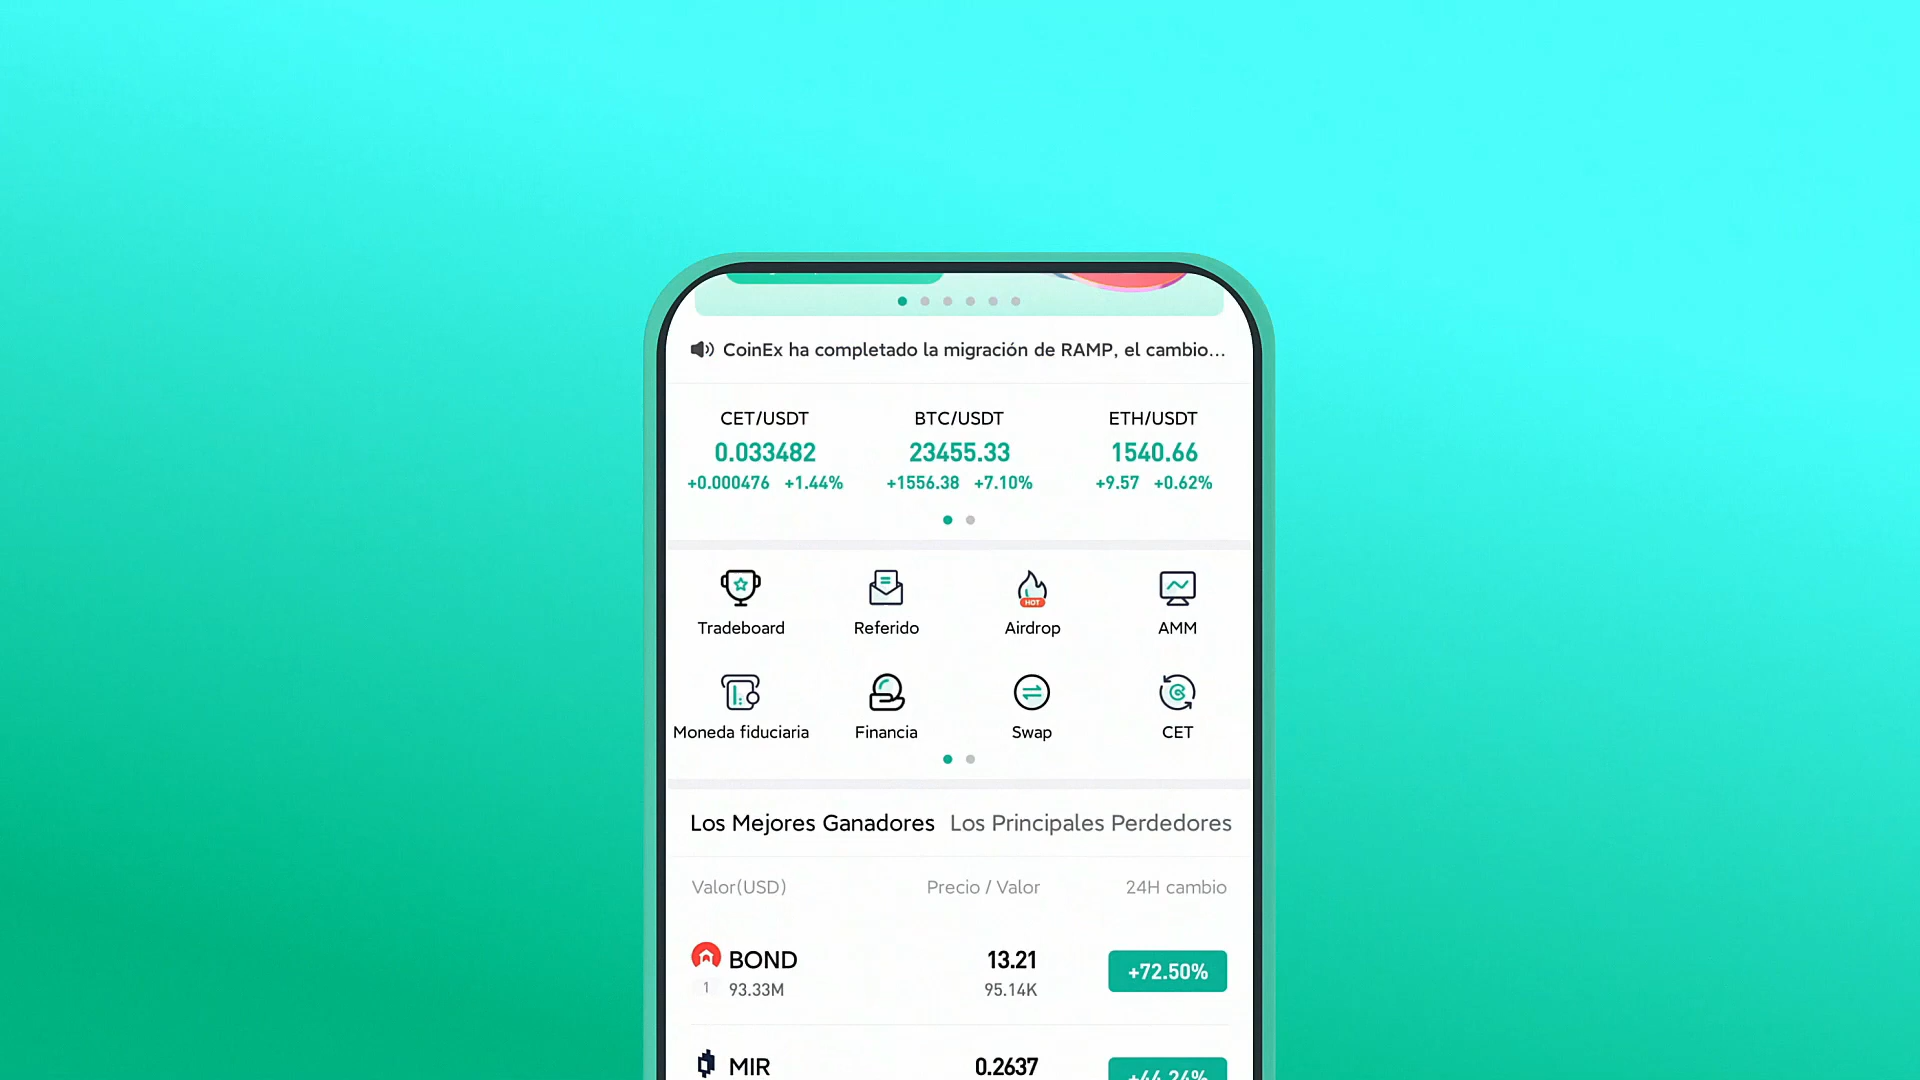 CoinEx ha completado la migración de RAMP, el cambio...
CET/USDT BTC/USDT ETH/USDT
0.033482 23455.33 1540.66
+0.000476 +1.44% +1556.38 +7.10% +9.57 +0.62%
Tradeboard Referido Airdrop AMM
HOT
Moneda fiduciaria Financia Swap CET
Los Mejores Ganadores Los Principales Perdedores
Valor(USD) Precio / Valor 24H cambio
BOND 13.21 +72.50%
1 93.33M 95.14K
MIR 0.2637 +44.24%